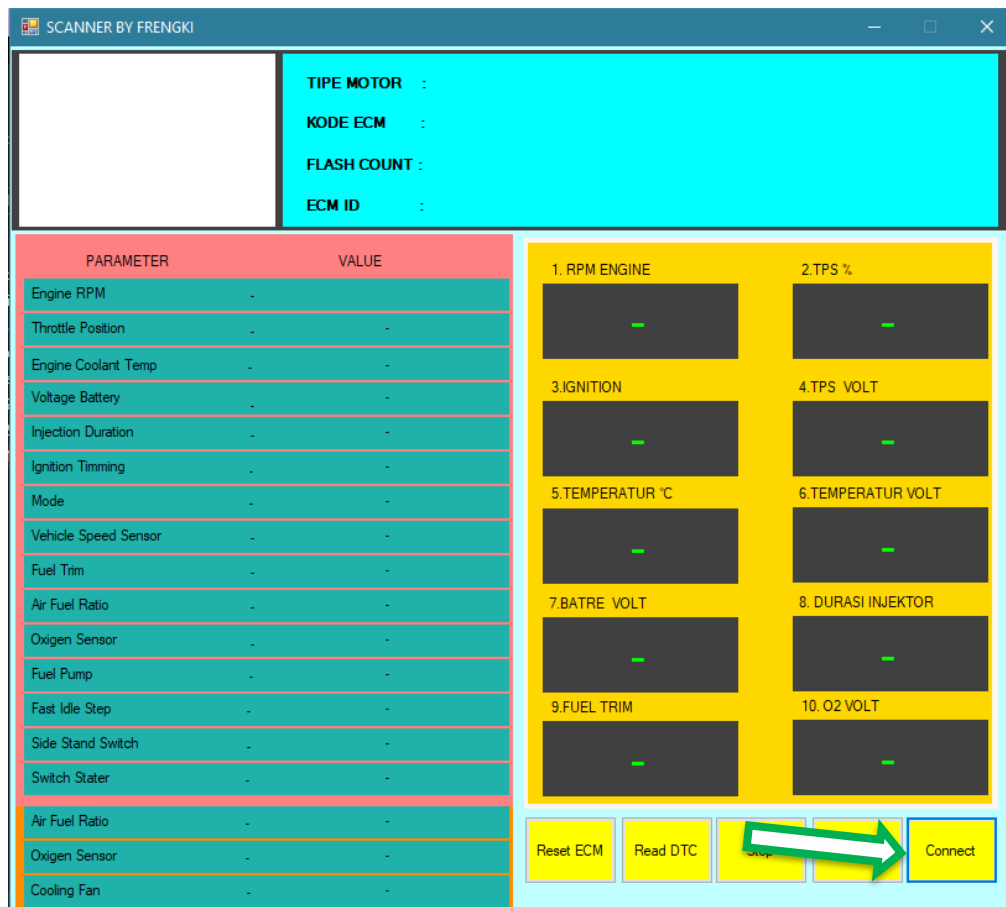 SCANNER BY FRENGKI
TIPE MOTOR :
KODE ECM :
FLASH COUNT :
ECM ID :
PARAMETER VALUE
Engine RPM -
Throttle Position - -
Engine Coolant Temp - -
Voltage Battery - -
Injection Duration - -
Ignition Timming - -
Mode - -
Vehicle Speed Sensor - -
Fuel Trim - -
Air Fuel Ratio - -
Oxigen Sensor - -
Fuel Pump - -
Fast Idle Step - -
Side Stand Switch - -
Switch Stater - -
Air Fuel Ratio - -
Oxigen Sensor - -
Cooling Fan - -
1. RPM ENGINE 2.TPS %
- -
3.IGNITION 4.TPS VOLT
- -
5.TEMPERATUR °C 6.TEMPERATUR VOLT
- -
7.BATRE VOLT 8. DURASI INJEKTOR
- -
9.FUEL TRIM 10. O2 VOLT
- -
Reset ECM Read DTC Stop Connect